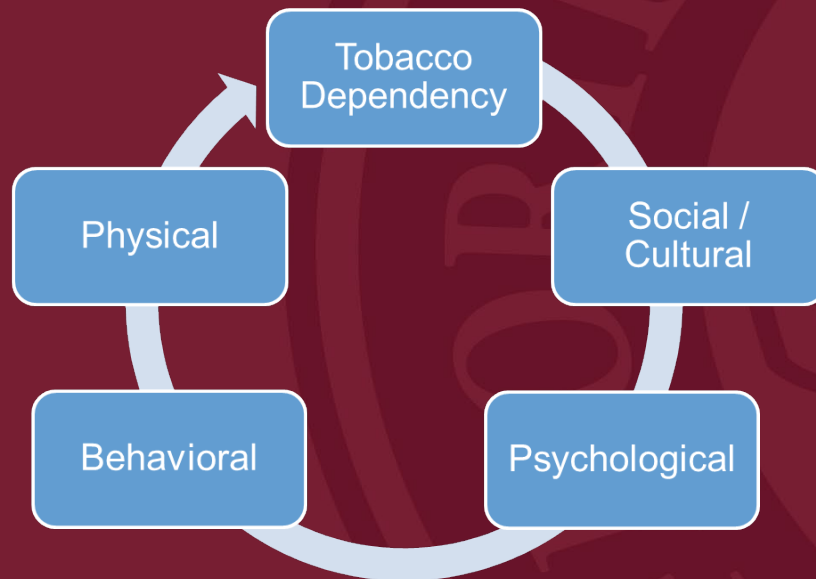 Tobacco
Dependency
Social /
Cultural
Psychological
Behavioral
Physical